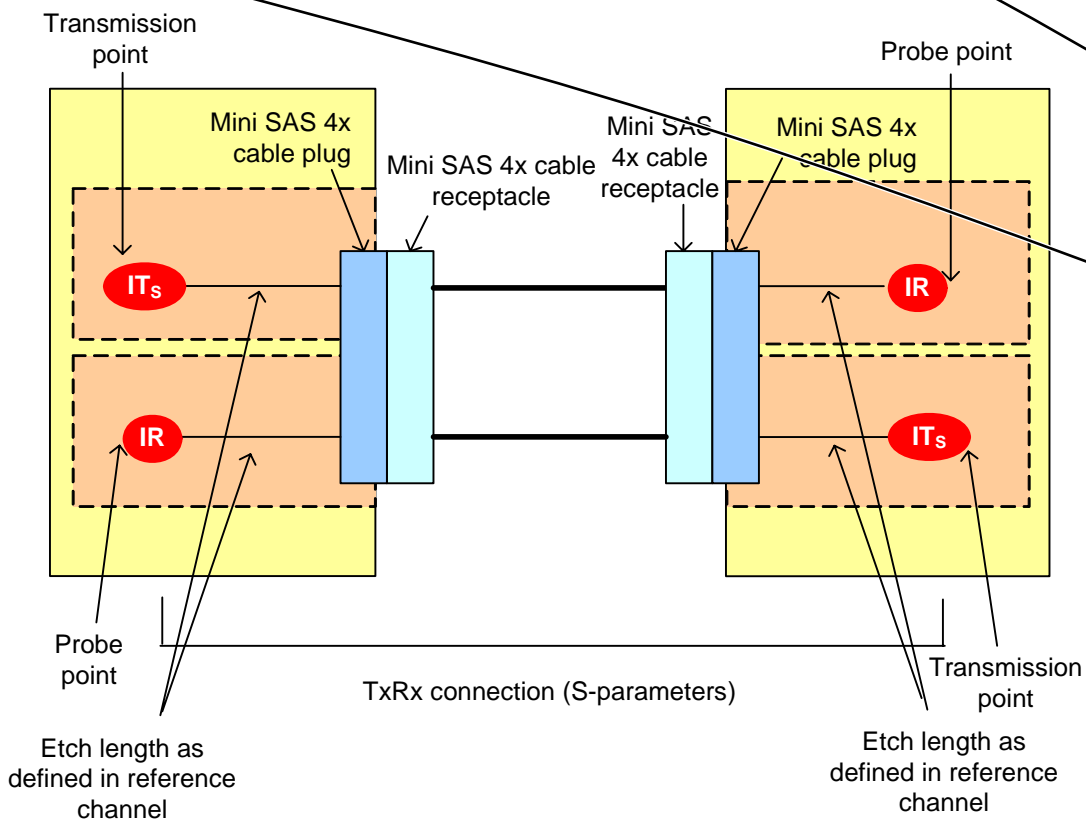 Transmission
point
Probe point
Mini SAS 4x
cable plug
Mini SAS 4x cable
receptacle
Mini SAS
4x cable
receptacle
Mini SAS 4x
cable plug
ITS
IR
IR
ITS
Probe
point
Transmission
point
TxRx connection (S-parameters)
Etch length as
defined in reference
channel
Etch length as
defined in reference
channel